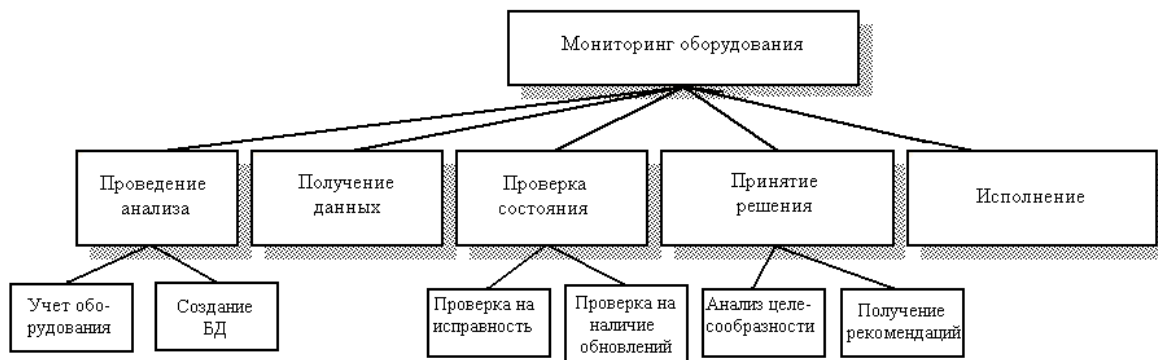 Мониторинг оборудования
Проведение
анализа
Получение
данных
Проверка
состояния
Принятие
решения
Исполнение
Учет обо-
рудования
Создание
БД
Проверка на
исправность
Проверка на
наличие
обновлений
Анализ целе-
сообразности
Получение
рекомендаций